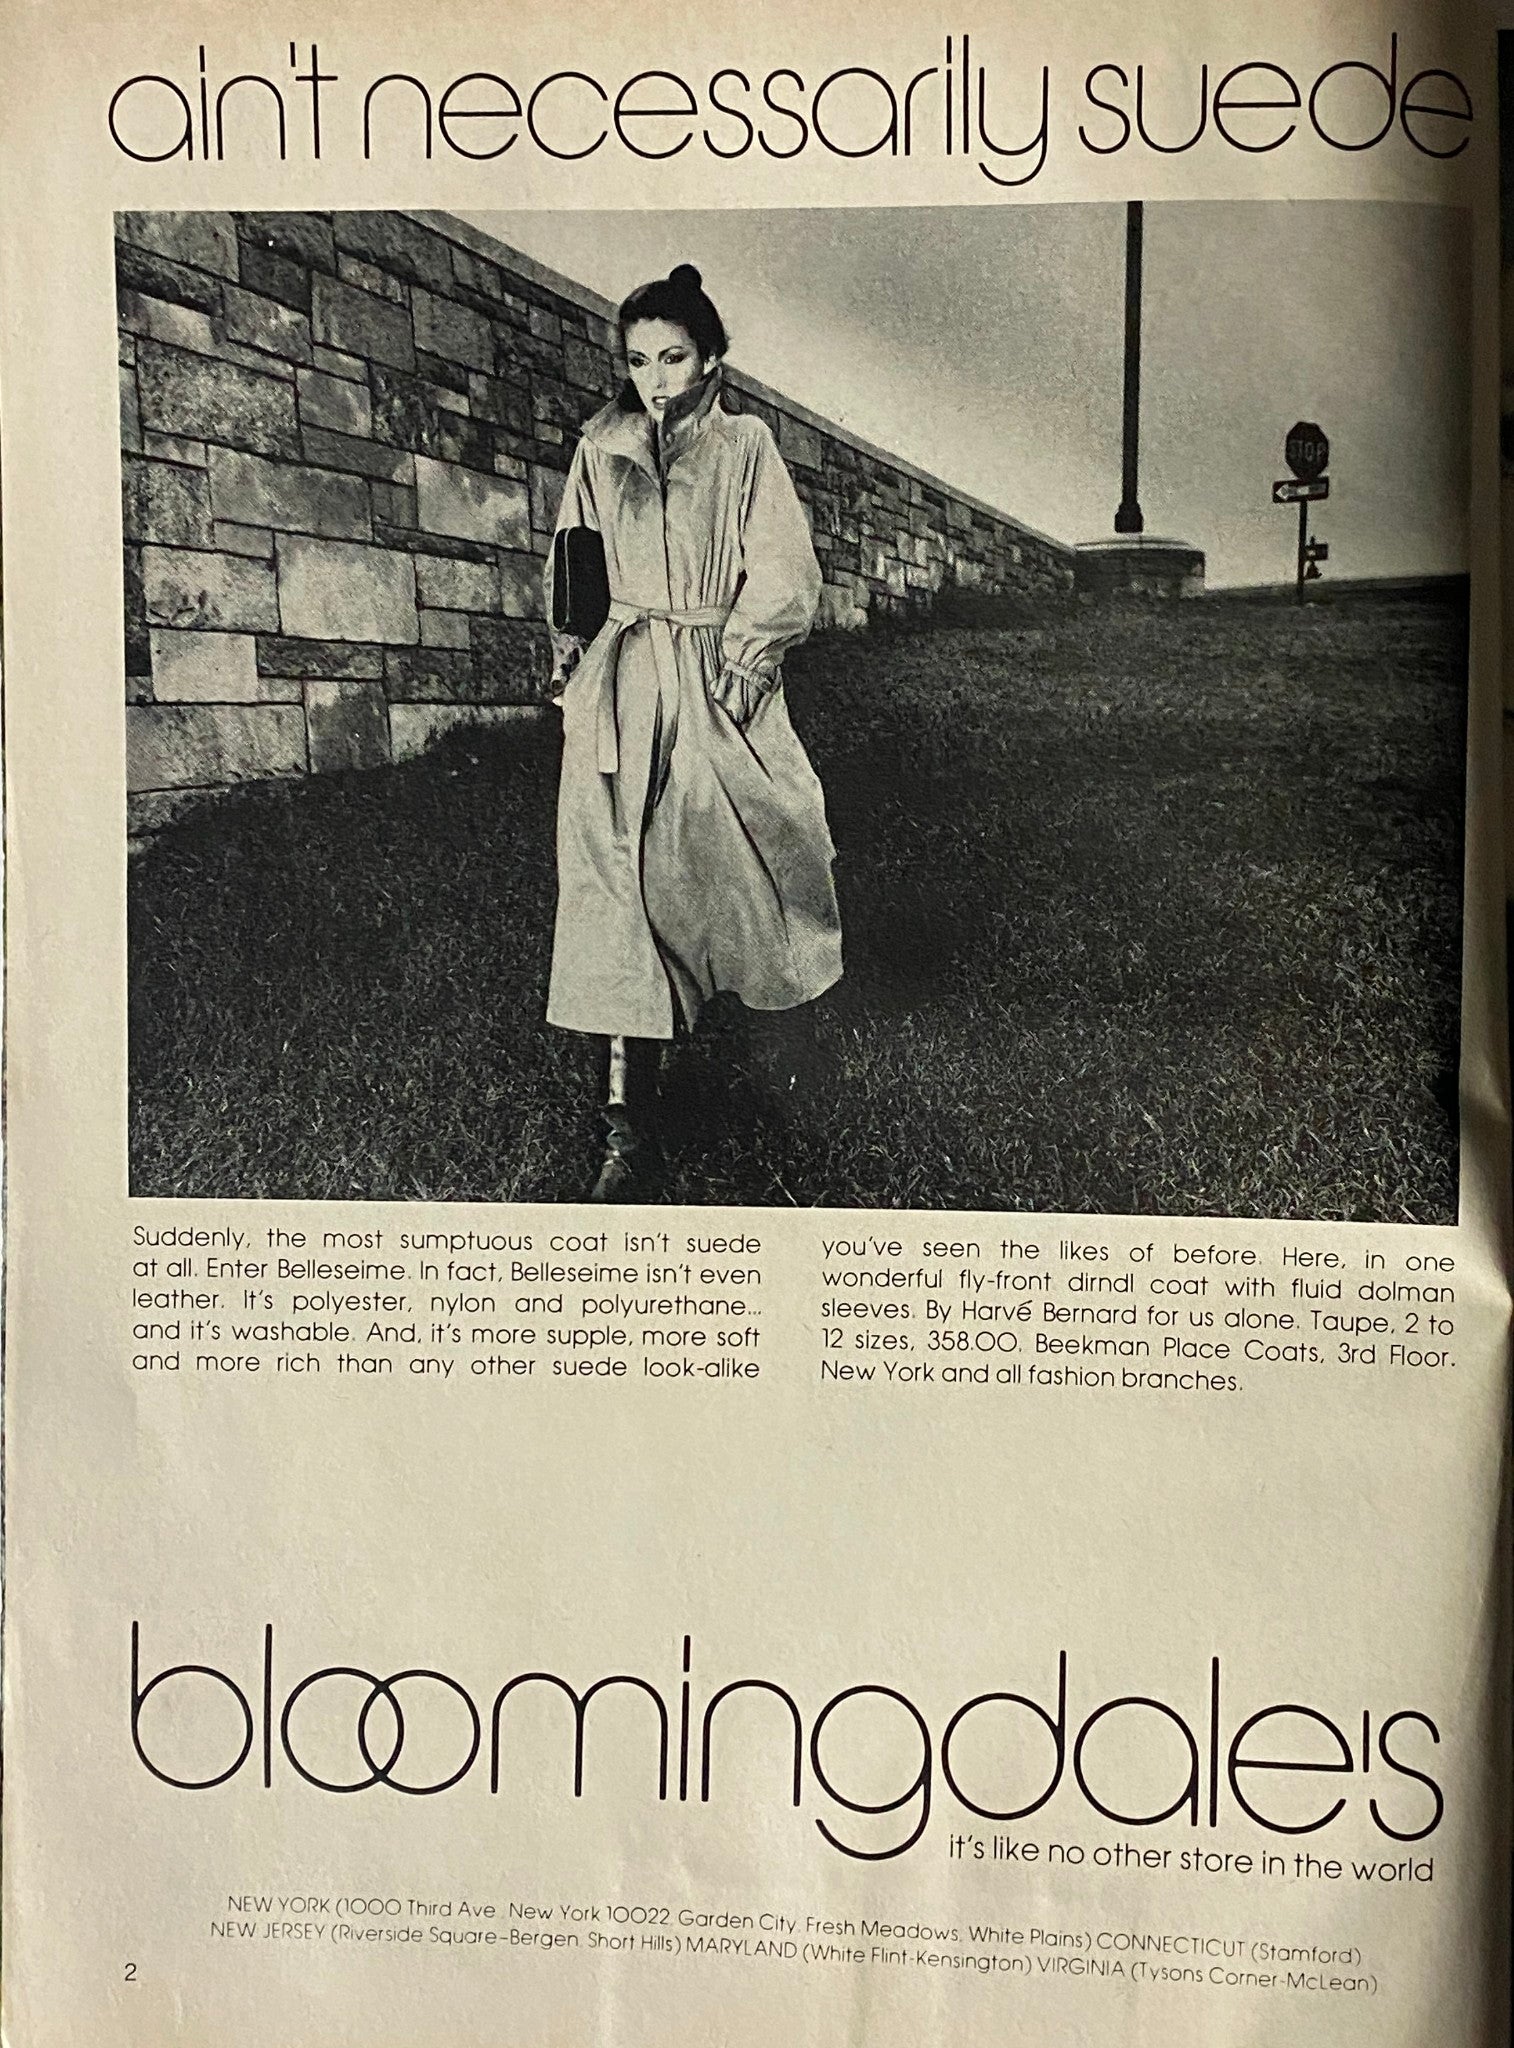 ain't necessarily suede
STOP
Suddenly, the most sumptuous coat isn't suede
at all. Enter Belleseime. In fact, Belleseime isn't even
leather. It's polyester, nylon and polyurethane...
and it's washable. And, it's more supple, more soft
and more rich than any other suede look-alike
you've seen the likes of before. Here, in one
wonderful fly-front dirndl coat with fluid dolman
sleeves. By Harvé Bernard for us alone. Taupe, 2 to
12 sizes, 358.00. Beekman Place Coats, 3rd Floor.
New York and all fashion branches.
bloomingdale's
it's like no other store in the world
NEW YORK (1000 Third Ave. New York 10022. Garden City. Fresh Meadows. White Plains) CONNECTICUT (Stamford)
NEW JERSEY (Riverside Square-Bergen. Short Hills) MARYLAND (White Flint-Kensington) VIRGINIA (Tysons Corner-McLean)
2